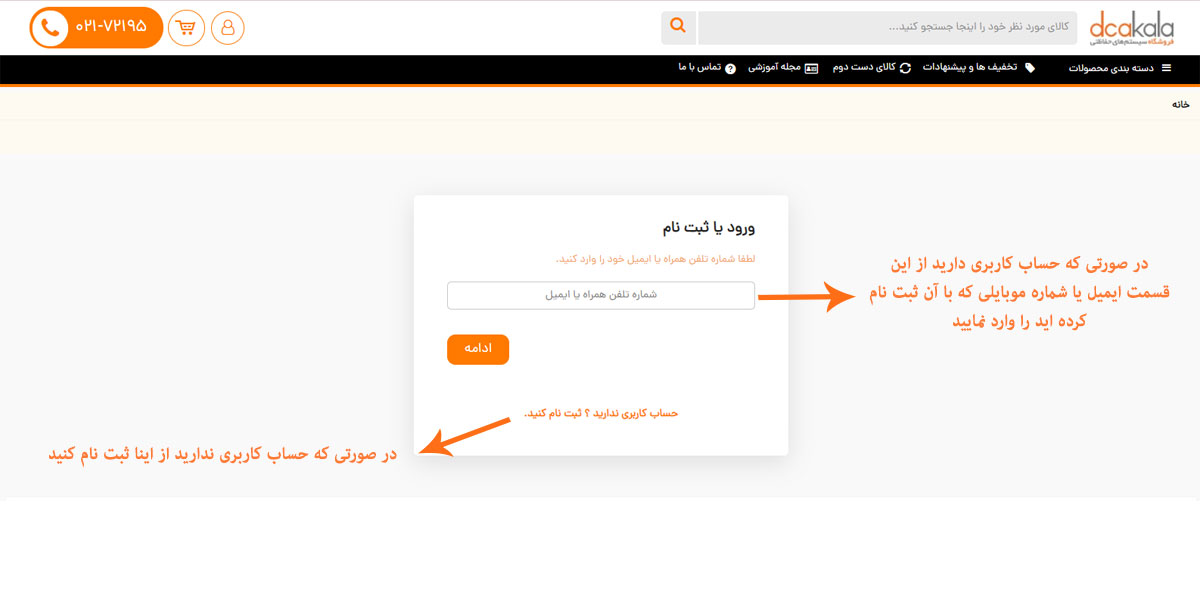 dcakala
فروشگاه سیستم‌های حفاظتی
کالای مورد نظر خود را اینجا جستجو کنید...
۰۲۱-۷۲۱۹۵
دسته بندی محصولات
تخفیف ها و پیشنهادات
کالای دست دوم
مجله آموزشی
تماس با ما
خانه
ورود یا ثبت نام
لطفا شماره تلفن همراه یا ایمیل خود را وارد کنید.
شماره تلفن همراه یا ایمیل
ادامه
حساب کاربری ندارید ؟ ثبت نام کنید.
در صورتی که حساب کاربری دارید از این
قسمت ایمیل یا شماره موبایلی که با آن ثبت نام
کرده اید را وارد نمایید
در صورتی که حساب کاربری ندارید از اینا ثبت نام کنید